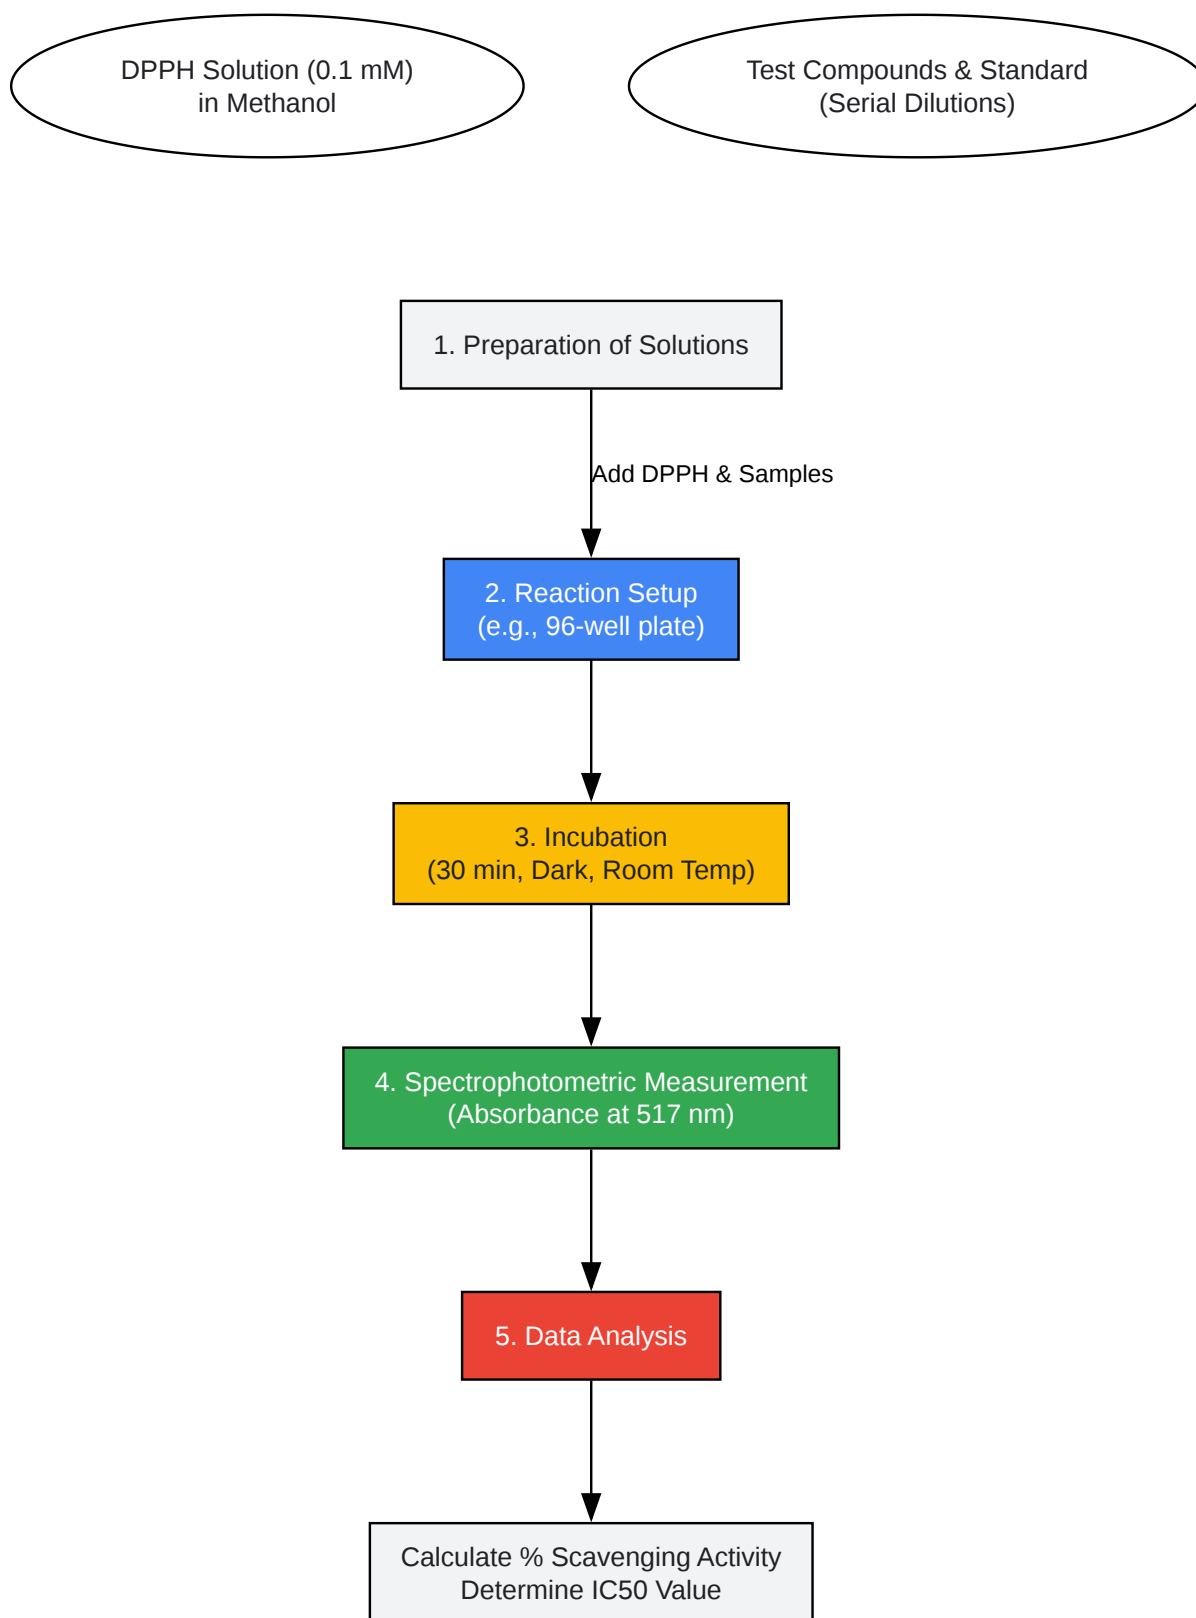 DPPH Solution (0.1 mM)
in Methanol
Test Compounds & Standard
(Serial Dilutions)
1. Preparation of Solutions
Add DPPH & Samples
2. Reaction Setup
(e.g., 96-well plate)
3. Incubation
(30 min, Dark, Room Temp)
4. Spectrophotometric Measurement
(Absorbance at 517 nm)
5. Data Analysis
Calculate % Scavenging Activity
Determine IC50 Value